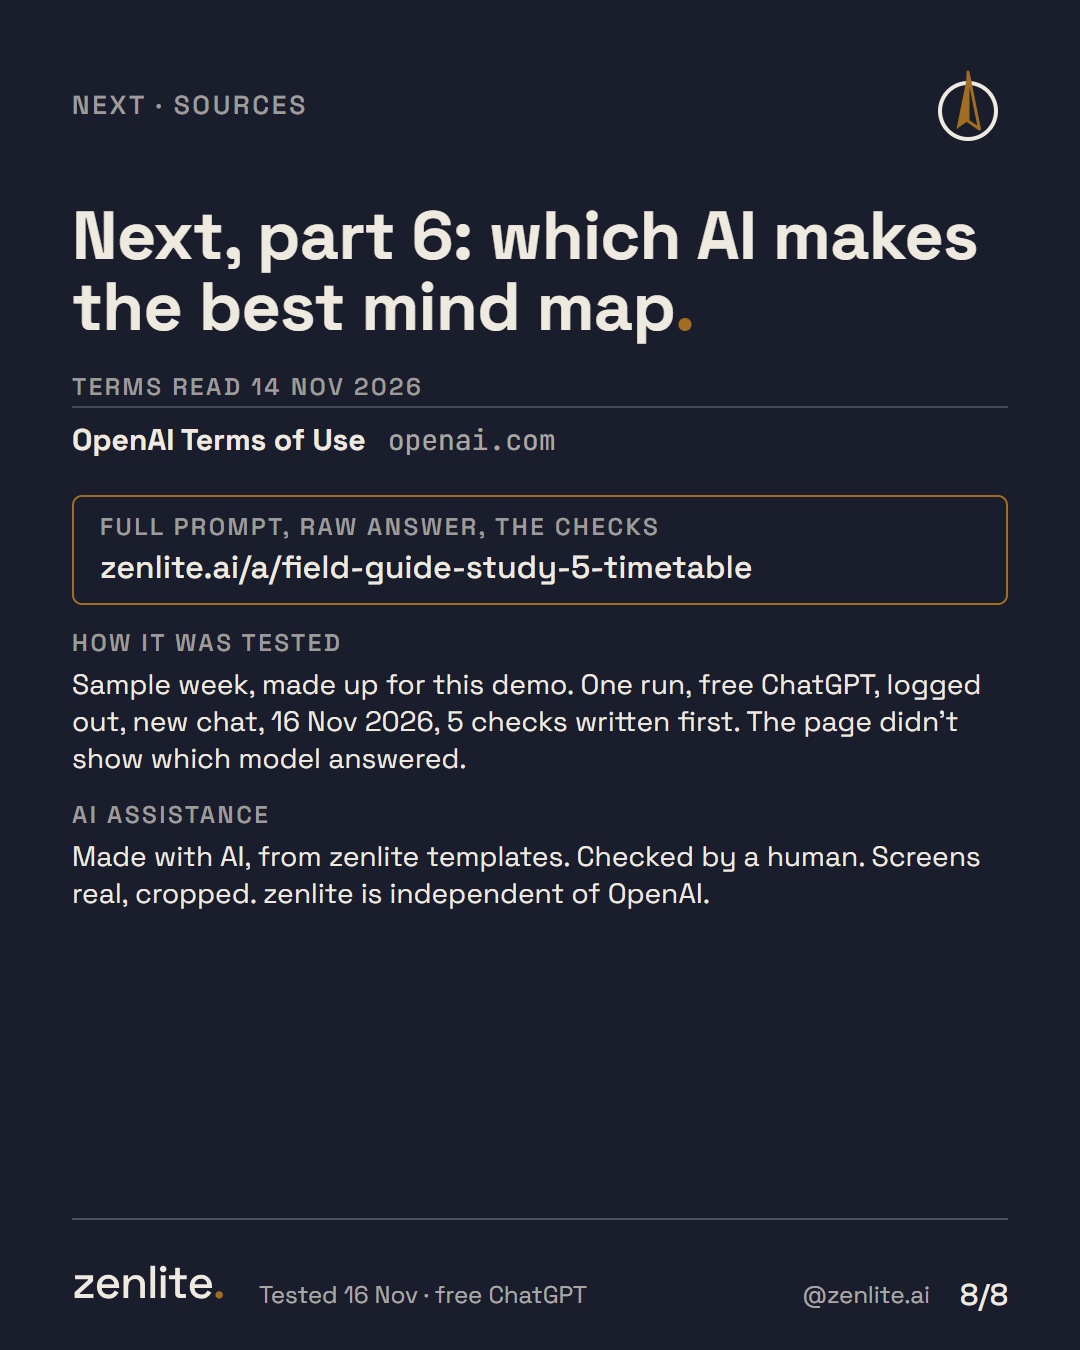 NEXT · SOURCES
Next, part 6: which AI makes
the best mind map.
TERMS READ 14 NOV 2026
OpenAI Terms of Use openai.com
FULL PROMPT, RAW ANSWER, THE CHECKS
zenlite.ai/a/field-guide-study-5-timetable
HOW IT WAS TESTED
Sample week, made up for this demo. One run, free ChatGPT, logged
out, new chat, 16 Nov 2026, 5 checks written first. The page didn’t
show which model answered.
AI ASSISTANCE
Made with AI, from zenlite templates. Checked by a human. Screens
real, cropped. zenlite is independent of OpenAI.
zenlite. Tested 16 Nov · free ChatGPT @zenlite.ai 8/8